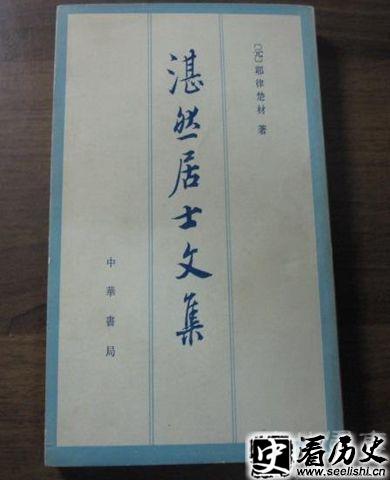 〔元〕耶律楚材 著
湛然居士文集
中華書局
史看历史
www.seelishi.cn